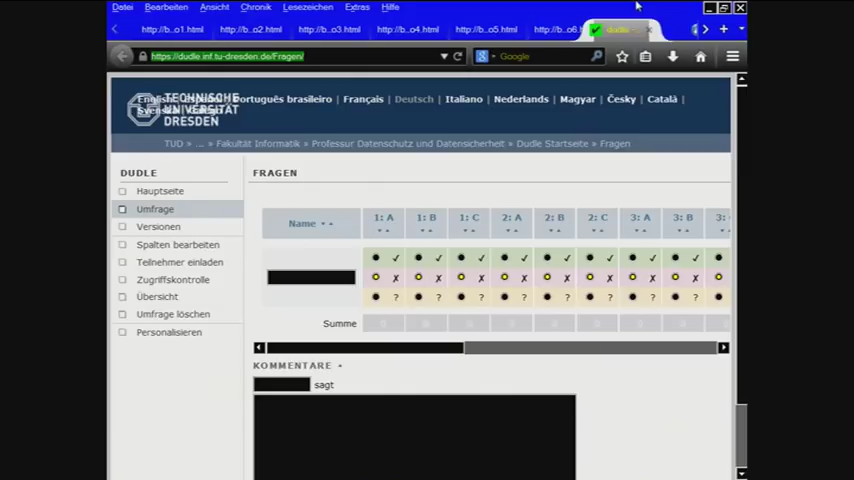 Datei Bearbeiten Ansicht Chronik Lesezeichen Extras Hilfe
http://b...o1.html http://b...o2.html http://b...o3.html http://b...o4.html http://b...o5.html http://b...o6.h dudle
https://dudle.inf.tu-dresden.de/Fragen/ Google
TECHNISCHE UNIVERSITÄT DRESDEN
English Português brasileiro Français Deutsch Italiano Nederlands Magyar Česky Català
TUD » ... » Fakultät Informatik » Professur Datenschutz und Datensicherheit » Dudle Startseite » Fragen
DUDLE
Hauptseite
Umfrage
Versionen
Spalten bearbeiten
Teilnehmer einladen
Zugriffskontrolle
Übersicht
Umfrage löschen
Personalisieren
FRAGEN
Name 1: A 1: B 1: C 2: A 2: B 2: C 3: A 3: B 3:
✓ ✓ ✓ ✓ ✓ ✓ ✓ ✓
✗ ✗ ✗ ✗ ✗ ✗ ✗ ✗
? ? ? ? ? ? ? ?
Summe
KOMMENTARE
sagt